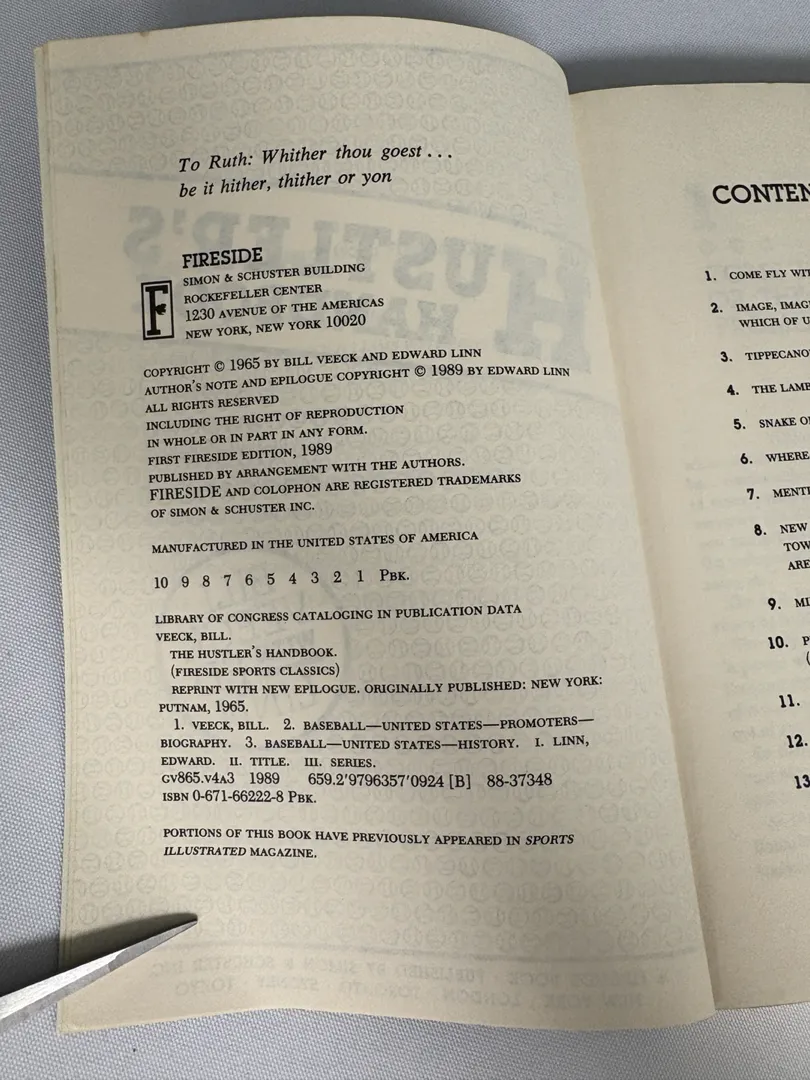 To Ruth: Whither thou goest . . .
be it hither, thither or yon
FIRESIDE
SIMON & SCHUSTER BUILDING
ROCKEFELLER CENTER
1230 AVENUE OF THE AMERICAS
NEW YORK, NEW YORK 10020
F
COPYRIGHT © 1965 BY BILL VEECK AND EDWARD LINN
AUTHOR'S NOTE AND EPILOGUE COPYRIGHT © 1989 BY EDWARD LINN
ALL RIGHTS RESERVED
INCLUDING THE RIGHT OF REPRODUCTION
IN WHOLE OR IN PART IN ANY FORM.
FIRST FIRESIDE EDITION, 1989
PUBLISHED BY ARRANGEMENT WITH THE AUTHORS.
FIRESIDE AND COLOPHON ARE REGISTERED TRADEMARKS
OF SIMON & SCHUSTER INC.
MANUFACTURED IN THE UNITED STATES OF AMERICA
10 9 8 7 6 5 4 3 2 1 PBK.
LIBRARY OF CONGRESS CATALOGING IN PUBLICATION DATA
VEECK, BILL.
THE HUSTLER'S HANDBOOK.
(FIRESIDE SPORTS CLASSICS)
REPRINT WITH NEW EPILOGUE. ORIGINALLY PUBLISHED: NEW YORK:
PUTNAM, 1965.
1. VEECK, BILL. 2. BASEBALL—UNITED STATES—PROMOTERS—
BIOGRAPHY. 3. BASEBALL—UNITED STATES—HISTORY. I. LINN,
EDWARD. II. TITLE. III. SERIES.
GV865.V4A3 1989 659.2'9796357'0924 [B] 88-37348
ISBN 0-671-66222-8 PBK.
PORTIONS OF THIS BOOK HAVE PREVIOUSLY APPEARED IN SPORTS
ILLUSTRATED MAGAZINE.
CONTEN
1. COME FLY WIT
2. IMAGE, IMAG
WHICH OF U
3. TIPPECANO
4. THE LAMB
5. SNAKE O
6. WHERE
7. MENT
8. NEW
TOW
ARE
9. MI
10. P
(
11.
12.
13